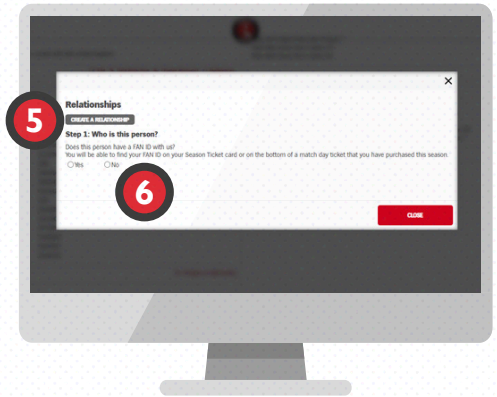 ×
Relationships
5
CREATE A RELATIONSHIP
Step 1: Who is this person?
Does this person have a FAN ID with us?
You will be able to find your FAN ID on your Season Ticket card or on the bottom of a match day ticket that you have purchased this season.
Yes No
6
CLOSE